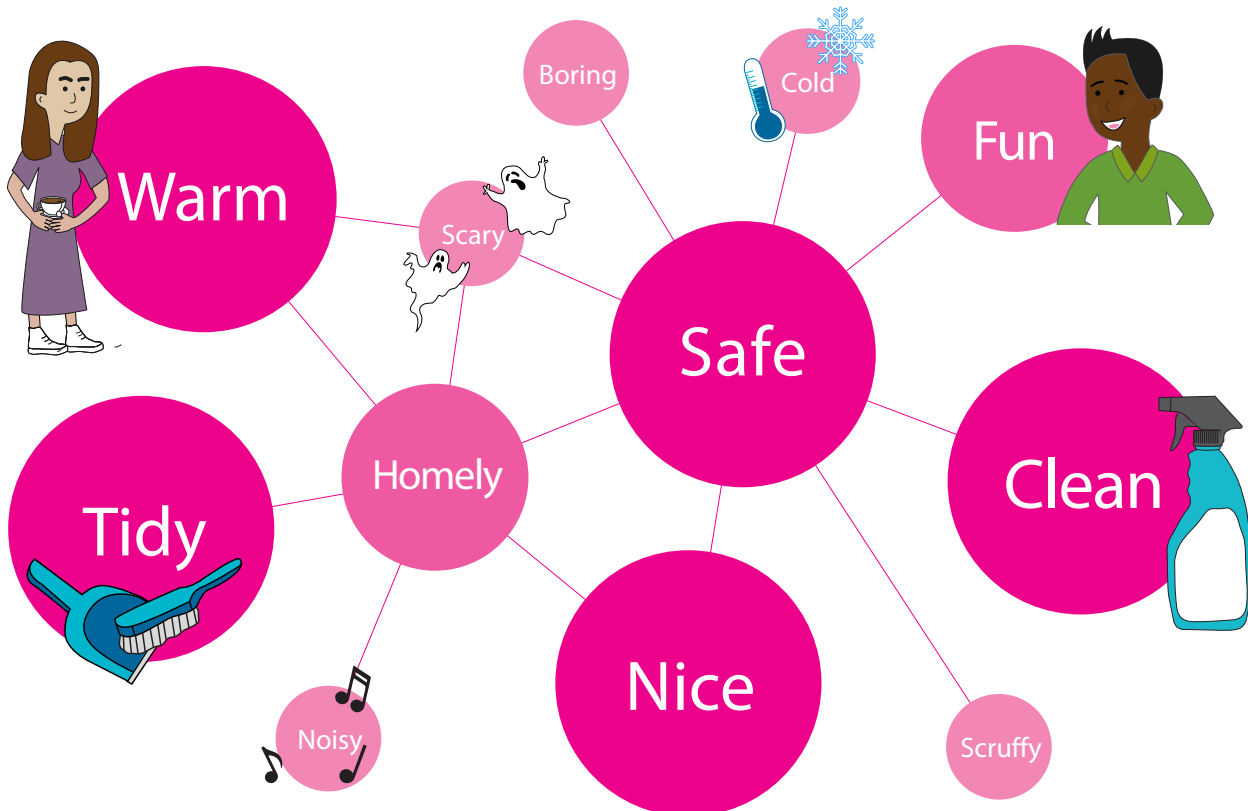 Boring
Cold
Fun
Warm
Scary
Safe
Homely
Clean
Tidy
Nice
Noisy
Scruffy